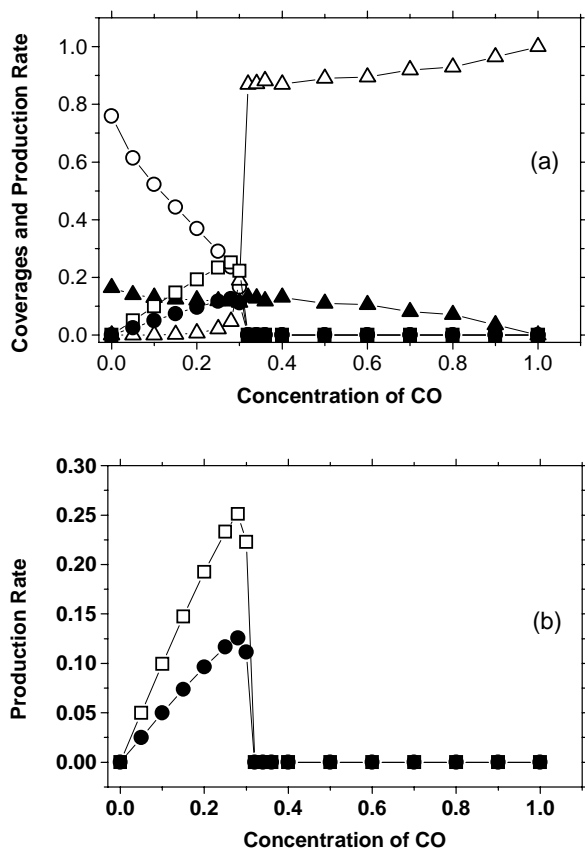 1.0
0.8
0.6
0.4
0.2
0.0
Coverages and Production Rate
(a)
0.0 0.2 0.4 0.6 0.8 1.0
Concentration of CO
0.30
0.25
0.20
0.15
0.10
0.05
0.00
Production Rate
(b)
0.0 0.2 0.4 0.6 0.8 1.0
Concentration of CO